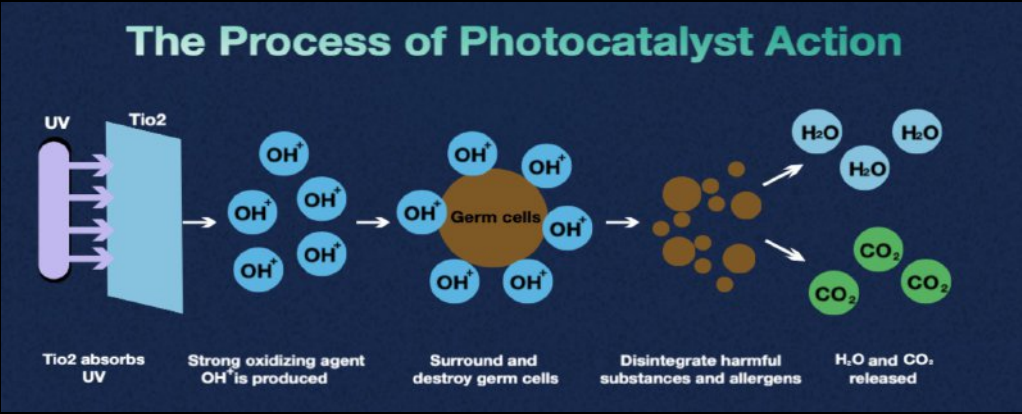 The Process of Photocatalyst Action
UV
Tio2
OH⁺
OH⁺
OH⁺
OH⁺
OH⁺
OH⁺
OH⁺
OH⁺
Germ cells
OH⁺
OH⁺
OH⁺
H₂O
H₂O
H₂O
CO₂
CO₂
CO₂
Tio2 absorbs
UV
Strong oxidizing agent
OH⁺is produced
Surround and
destroy germ cells
Disintegrate harmful
substances and allergens
H₂O and CO₂
released